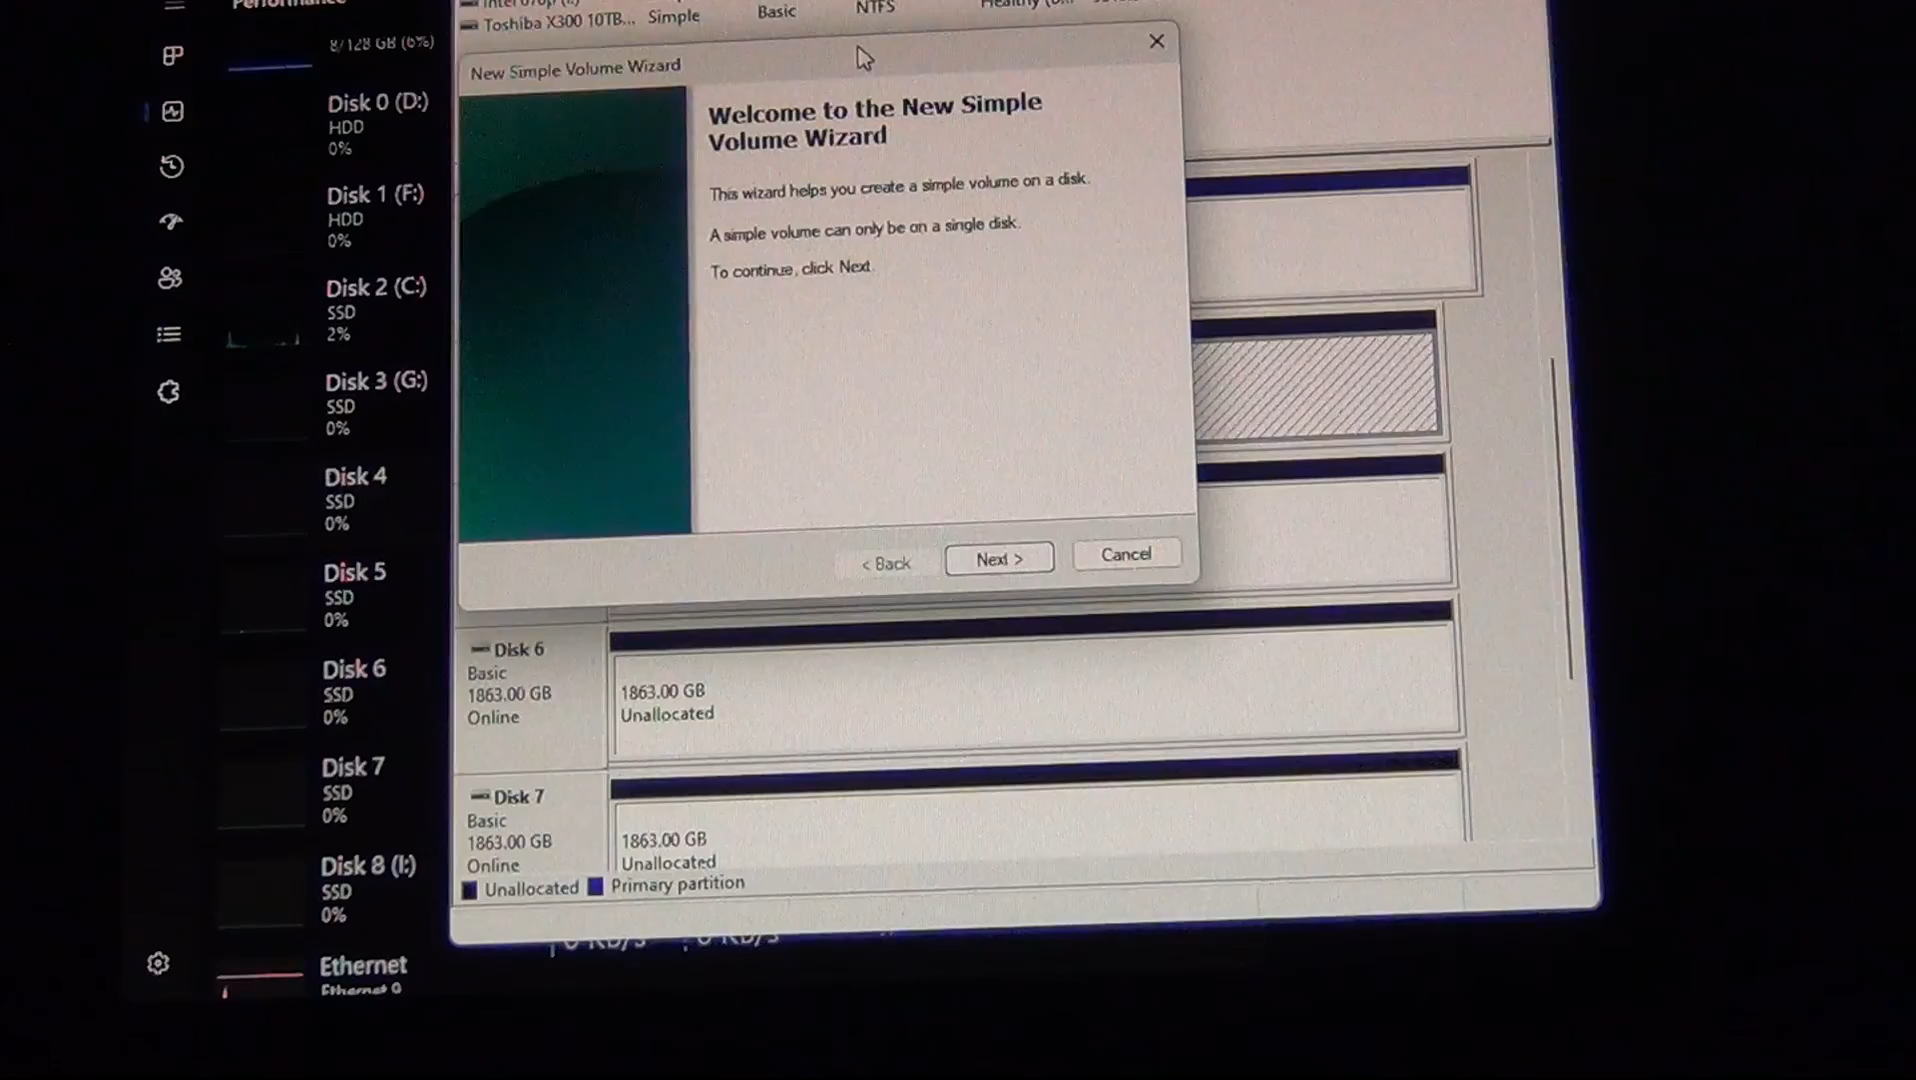 Performance
8/128 GB (6%)
Disk 0 (D:)
HDD
0%
Disk 1 (F:)
HDD
0%
Disk 2 (C:)
SSD
2%
Disk 3 (G:)
SSD
0%
Disk 4
SSD
0%
Disk 5
SSD
0%
Disk 6
SSD
0%
Disk 7
SSD
0%
Disk 8 (I:)
SSD
0%
Ethernet
Ethernet
Toshiba X300 10TB... Simple Basic NTFS
New Simple Volume Wizard
Welcome to the New Simple
Volume Wizard
This wizard helps you create a simple volume on a disk.
A simple volume can only be on a single disk.
To continue, click Next.
< Back Next > Cancel
Disk 6
Basic
1863.00 GB
Online
1863.00 GB
Unallocated
Disk 7
Basic
1863.00 GB
Online
1863.00 GB
Unallocated
Unallocated Primary partition